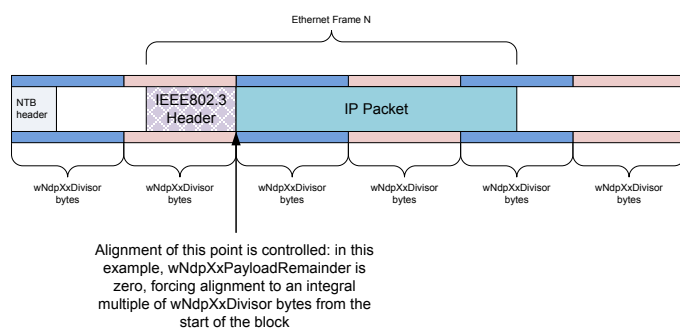 Ethernet Frame N
NTB
header
IEEE802.3
Header
IP Packet
wNdpXxDivisor
bytes
wNdpXxDivisor
bytes
wNdpXxDivisor
bytes
wNdpXxDivisor
bytes
wNdpXxDivisor
bytes
wNdpXxDivisor
bytes
Alignment of this point is controlled: in this
example, wNdpXxPayloadRemainder is
zero, forcing alignment to an integral
multiple of wNdpXxDivisor bytes from the
start of the block